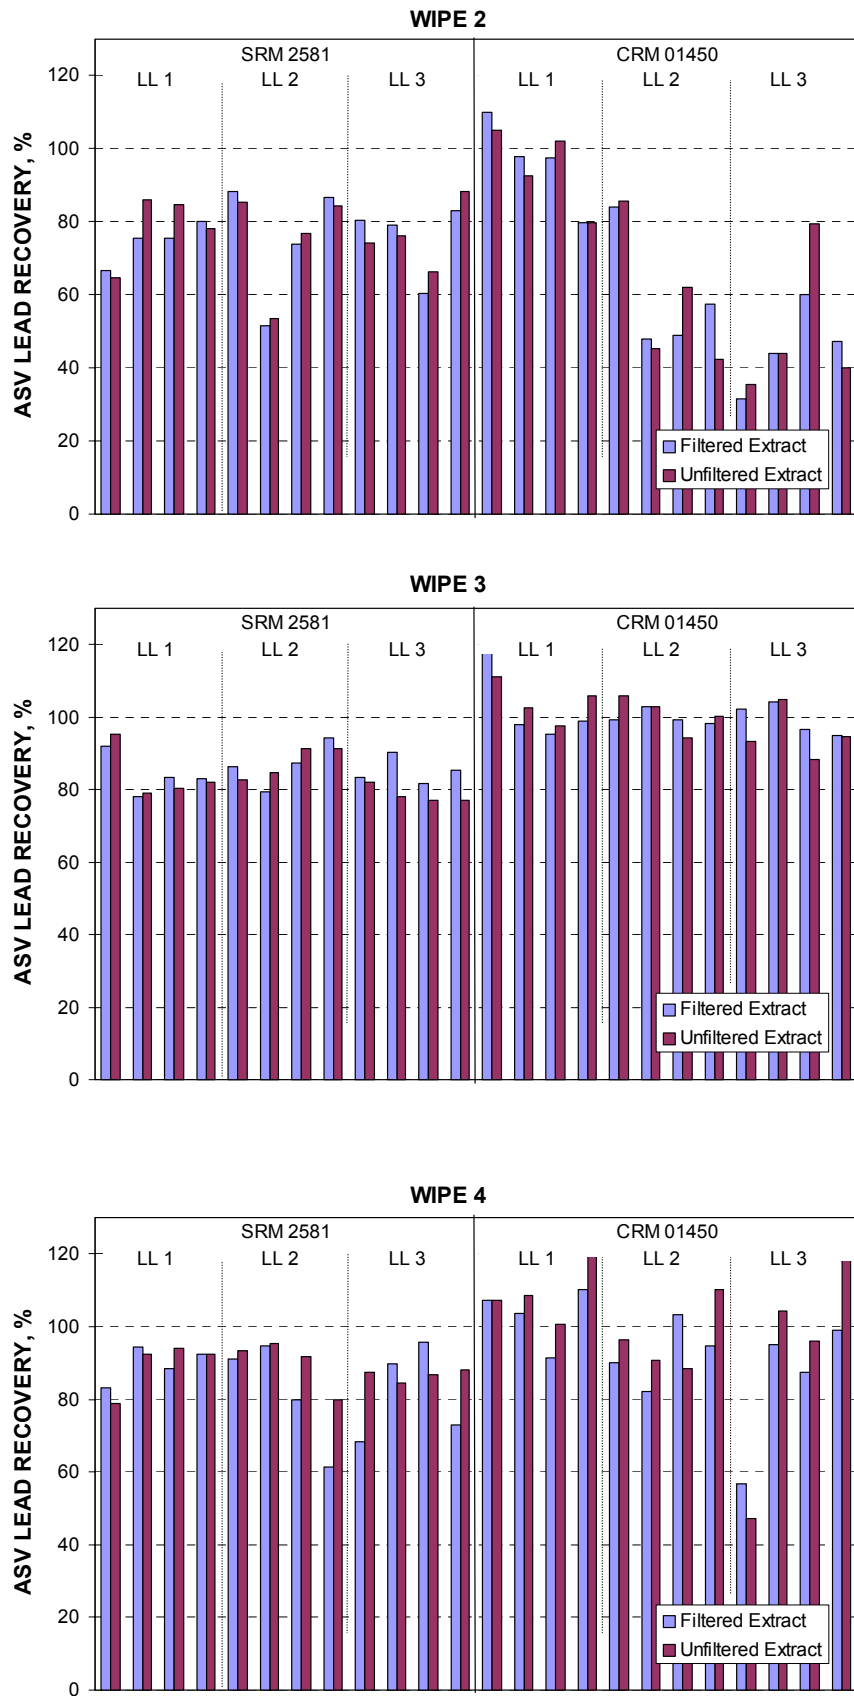 WIPE 2
SRM 2581 CRM 01450
LL 1 LL 2 LL 3 LL 1 LL 2 LL 3
120
100
80
60
40
20
0
ASV LEAD RECOVERY, %
Filtered Extract
Unfiltered Extract
WIPE 3
SRM 2581 CRM 01450
LL 1 LL 2 LL 3 LL 1 LL 2 LL 3
120
100
80
60
40
20
0
ASV LEAD RECOVERY, %
Filtered Extract
Unfiltered Extract
WIPE 4
SRM 2581 CRM 01450
LL 1 LL 2 LL 3 LL 1 LL 2 LL 3
120
100
80
60
40
20
0
ASV LEAD RECOVERY, %
Filtered Extract
Unfiltered Extract